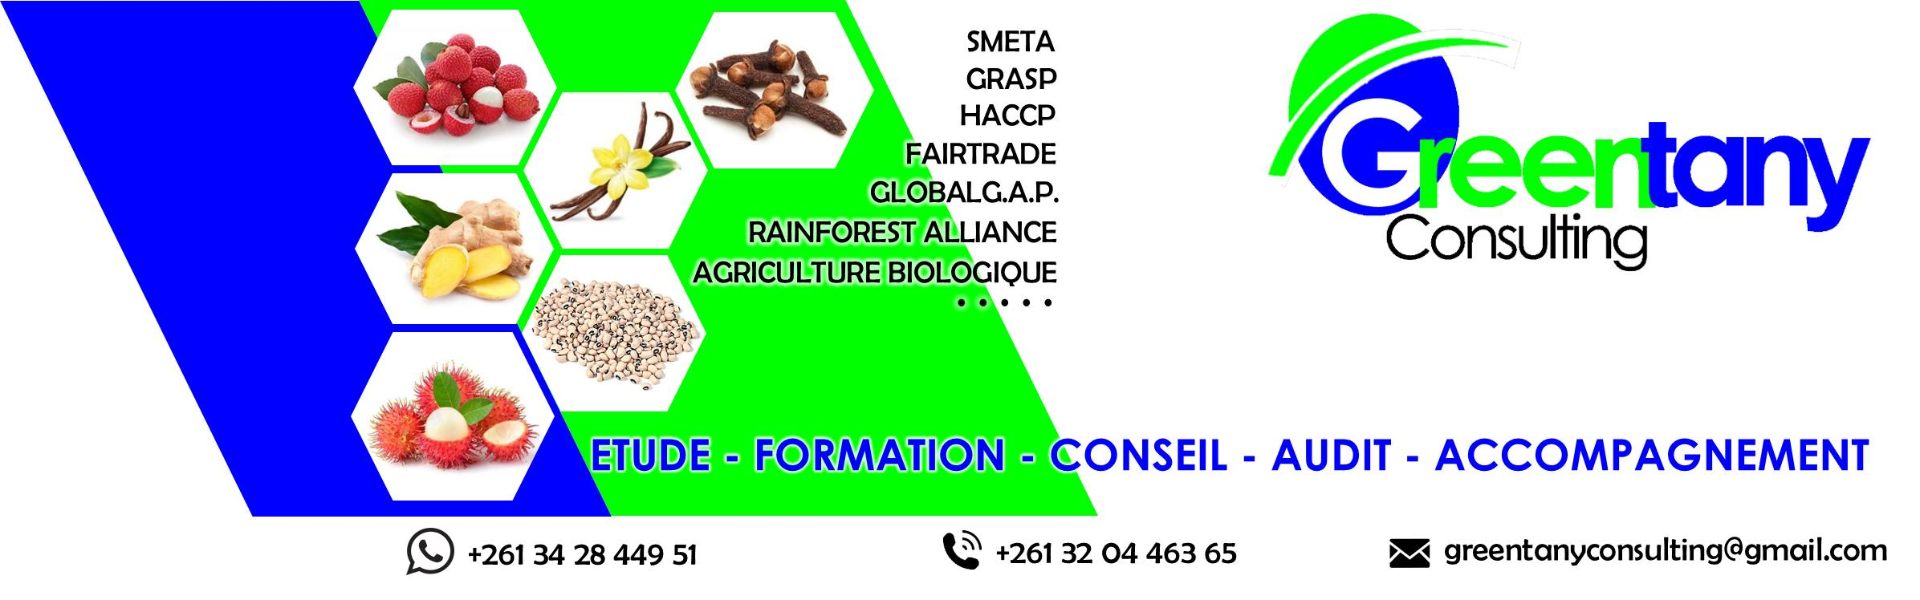 SMETA
GRASP
HACCP
FAIRTRADE
GLOBALG.A.P.
RAINFOREST ALLIANCE
AGRICULTURE BIOLOGIQUE
.....
Greentany
Consulting
ETUDE - FORMATION - CONSEIL - AUDIT - ACCOMPAGNEMENT
+261 34 28 449 51
+261 32 04 463 65
greentanyconsulting@gmail.com